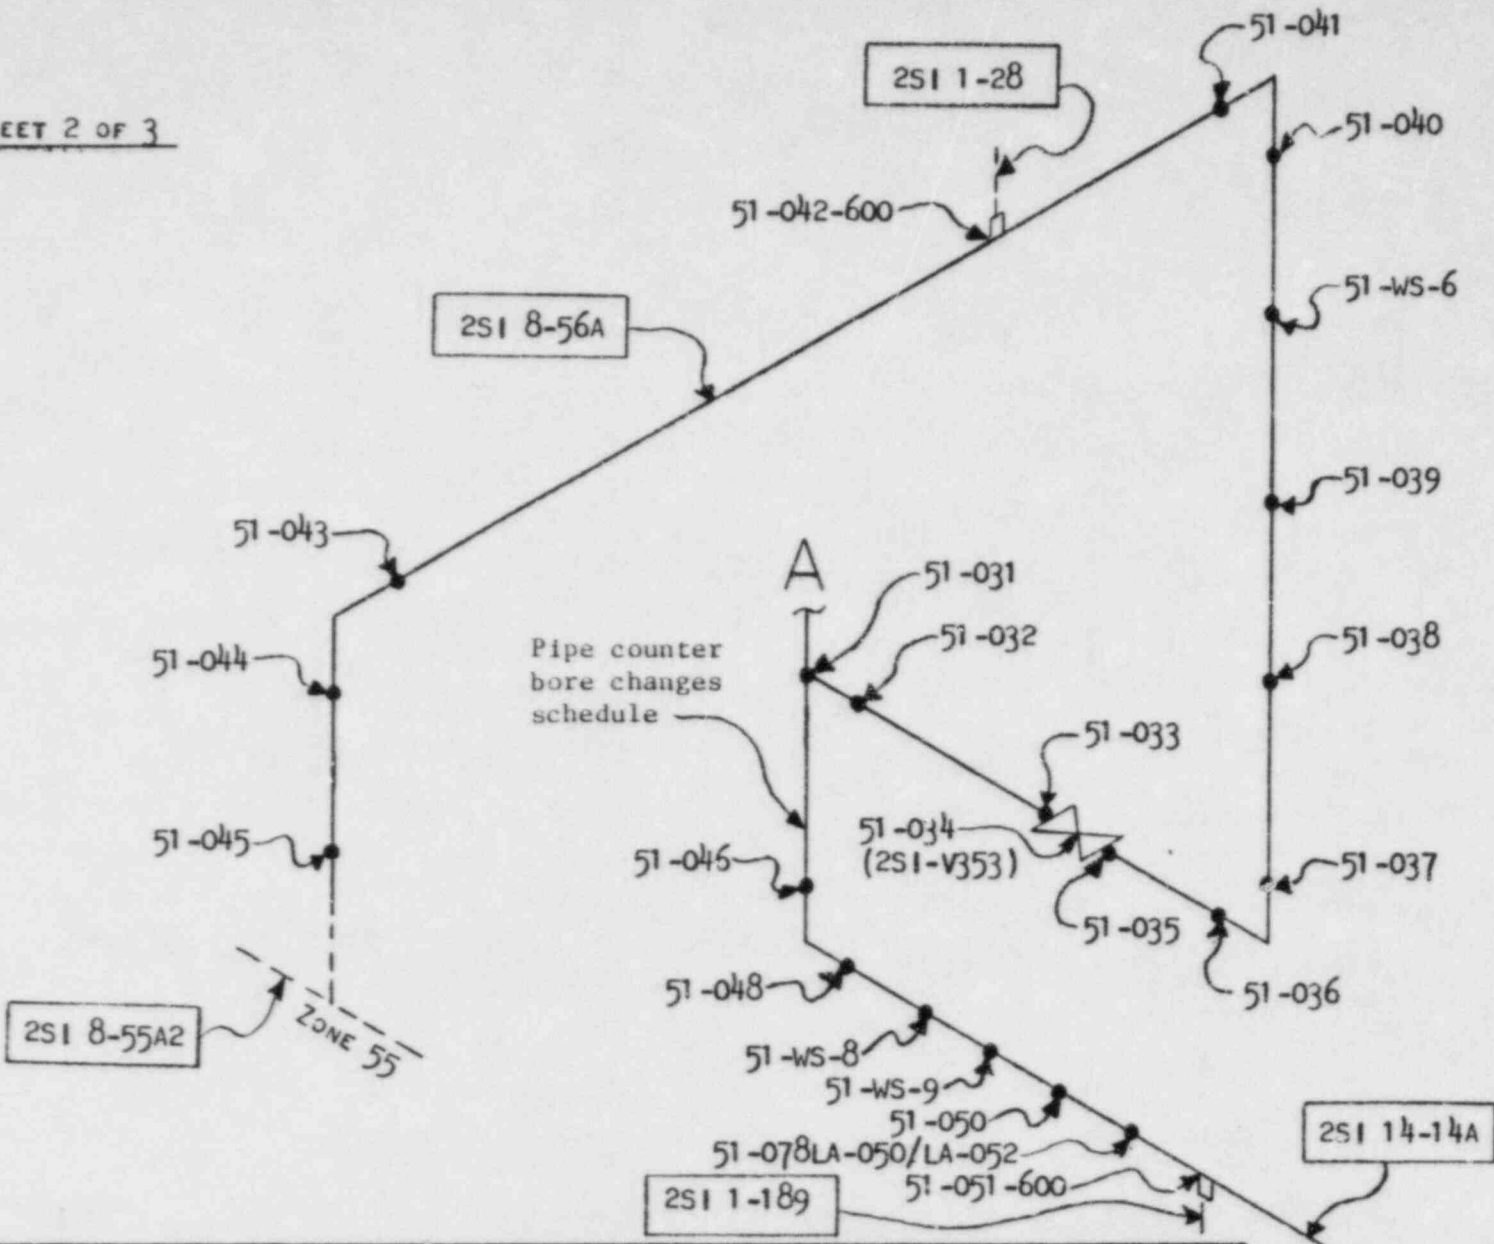 EET 2 OF 3
51-041
2SI 1-28
51-040
51-042-600
51-WS-6
2SI 8-56A
51-039
51-043
A
51-031
51-032
51-038
51-044
Pipe counter
bore changes
schedule
51-033
51-034
(2SI-V353)
51-045
51-046
51-037
51-035
51-036
51-048
2SI 8-55A2
ZONE 55
51-WS-8
51-WS-9
51-050
51-078LA-050/LA-052
2SI 14-14A
51-051-600
2SI 1-189